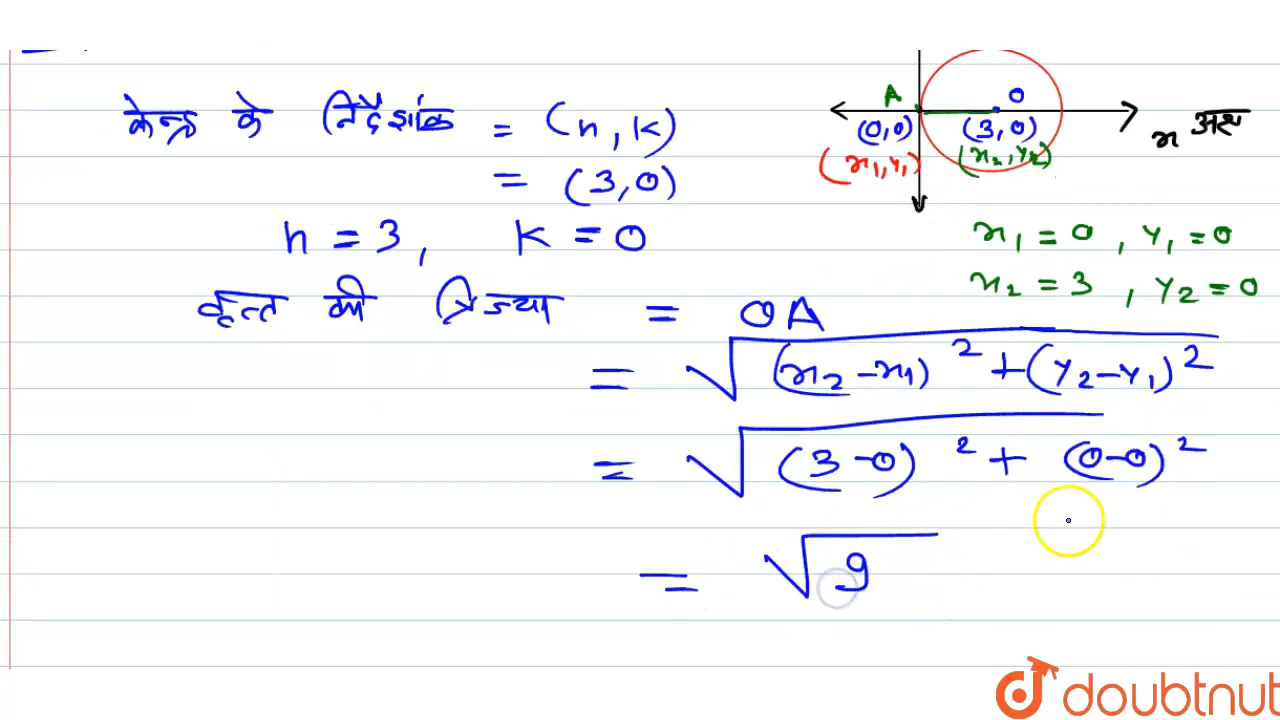 केन्द्र के निर्देशांक = (h, k)
= (3, 0)
h = 3, k = 0
वृत्त की त्रिज्या = OA
= √(x₂-x₁)² + (y₂-y₁)²
= √(3-0)² + (0-0)²
= √9
A O
(0,0) (3,0)
(x₁,y₁) (x₂,y₂)
x अक्ष
x₁ = 0, y₁ = 0
x₂ = 3, y₂ = 0
doubtnut